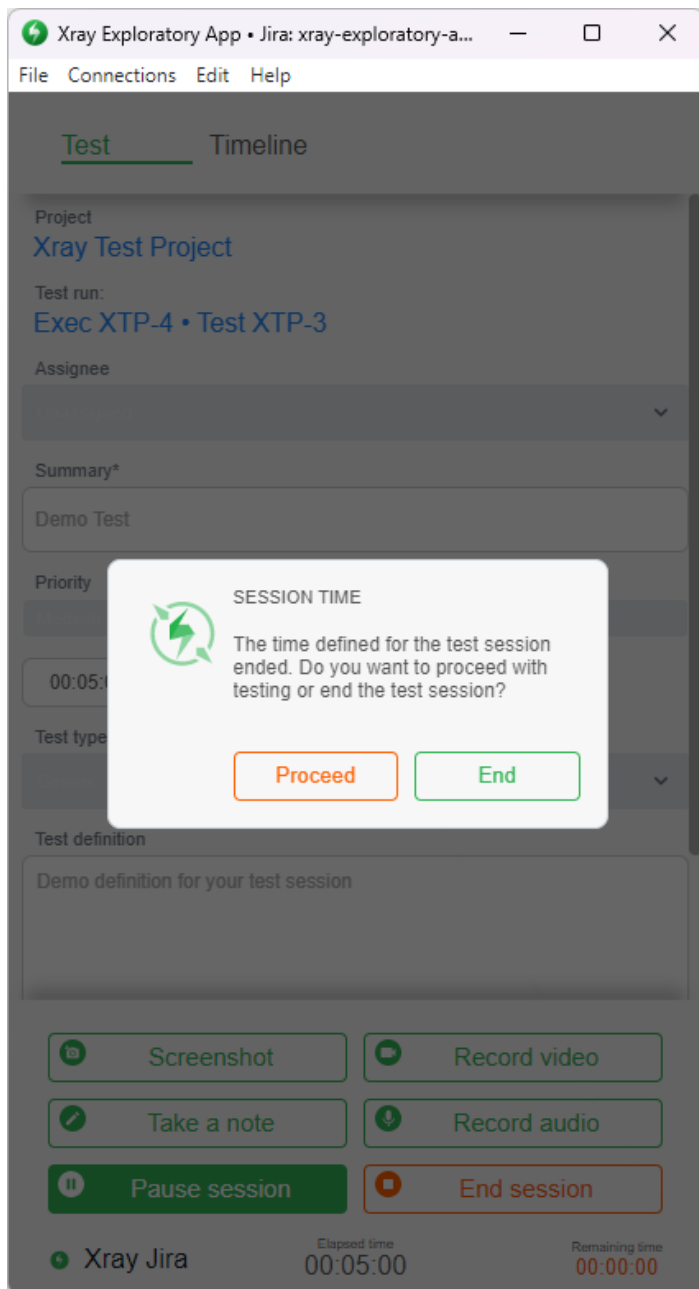 Xray Exploratory App • Jira: xray-exploratory-a...
File Connections Edit Help
Test Timeline
Project
Xray Test Project
Test run:
Exec XTP-4 • Test XTP-3
Assignee
Summary*
Demo Test
Priority
SESSION TIME
The time defined for the test session
ended. Do you want to proceed with
testing or end the test session?
Proceed End
Test type
Test definition
Demo definition for your test session
Screenshot Record video
Take a note Record audio
Pause session End session
Xray Jira
Elapsed time
00:05:00
Remaining time
00:00:00